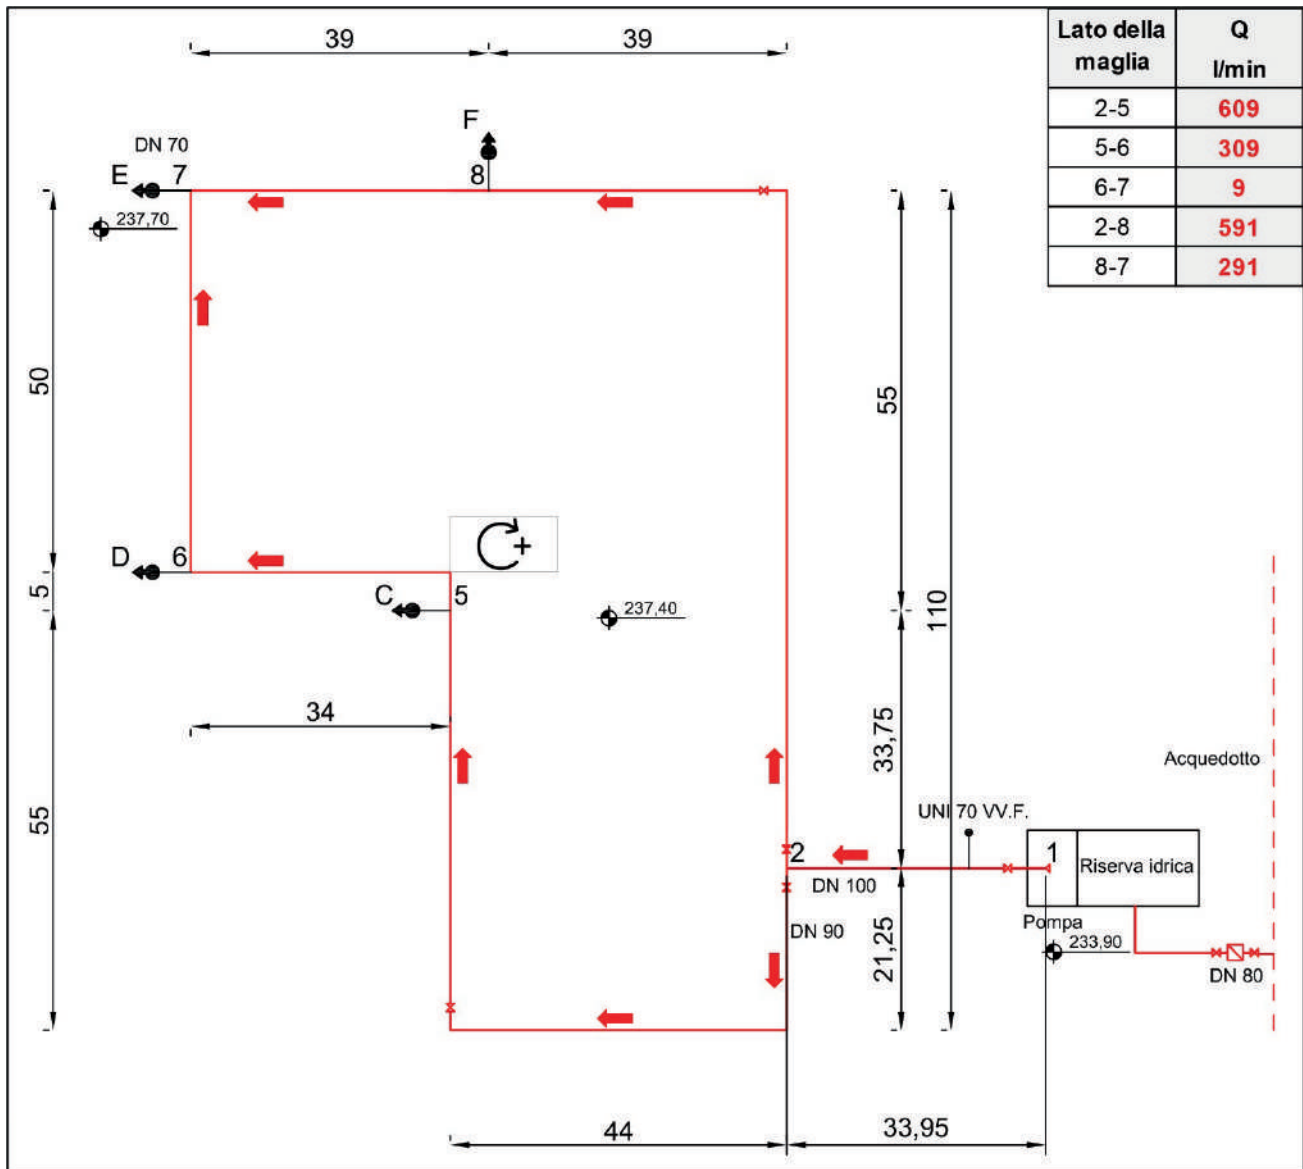 39
39
Lato della
maglia
Q
l/min
2-5
609
5-6
309
6-7
9
2-8
591
8-7
291
F
DN 70
E
7
8
237,70
50
55
+
D
6
5
C
5
237,40
110
34
33,75
Acquedotto
55
UNI 70 VV.F.
2
1
Riserva idrica
DN 100
Pompa
DN 90
21,25
233,90
DN 80
44
33,95